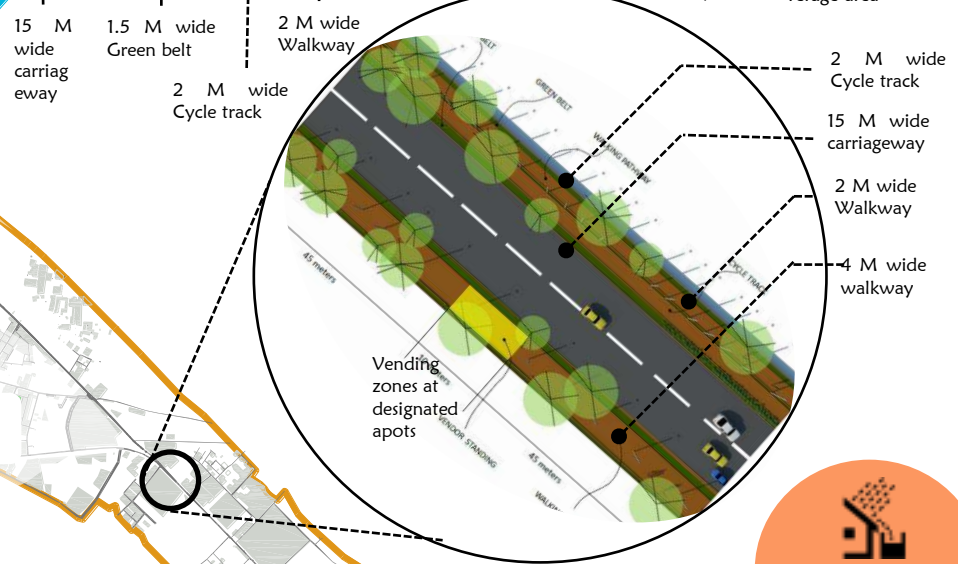 15 M
wide
carriag
eway
1.5 M wide
Green belt
2 M wide
Cycle track
2 M wide
Walkway
BELT
GREEN BELT
WALKING PATHWAY
CYCLE TRACK
2 M wide
Cycle track
15 M wide
carriageway
2 M wide
Walkway
4 M wide
walkway
45 meters
Vending
zones at
designated
apots
meters
VENDOR STANDING
45 meters